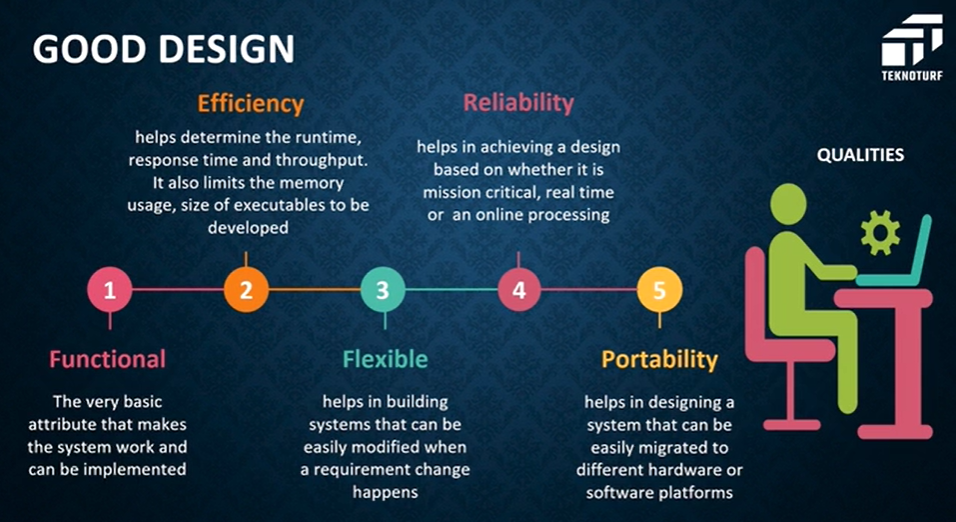 GOOD DESIGN
TEKNOTURF
QUALITIES
1
Functional
The very basic
attribute that makes
the system work and
can be implemented
2
Efficiency
helps determine the runtime,
response time and throughput.
It also limits the memory
usage, size of executables to be
developed
3
Flexible
helps in building
systems that can be
easily modified when
a requirement change
happens
4
Reliability
helps in achieving a design
based on whether it is
mission critical, real time
or an online processing
5
Portability
helps in designing a
system that can be
easily migrated to
different hardware or
software platforms